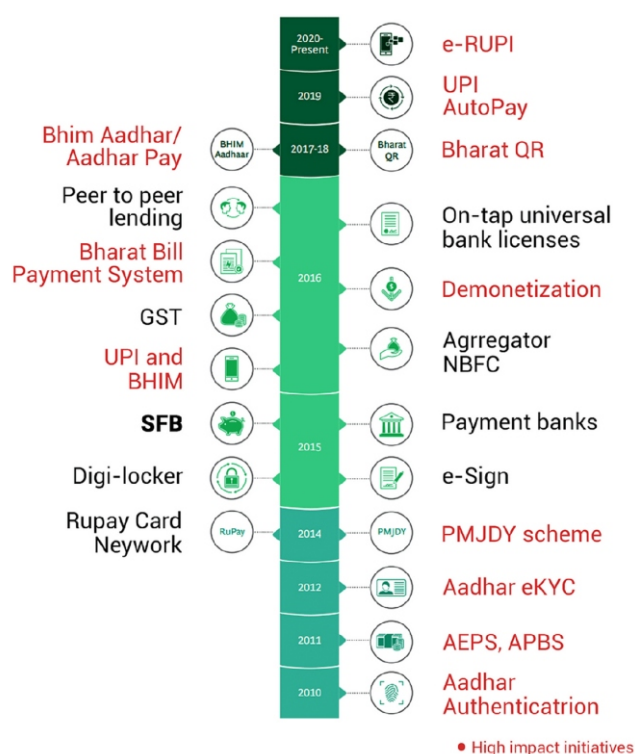 2020-
Present
e-RUPI
2019
UPI
AutoPay
Bhim Aadhar/
Aadhar Pay
BHIM
Aadhaar
2017-18
Bharat
QR
Bharat QR
Peer to peer
lending
On-tap universal
bank licenses
Bharat Bill
Payment System
2016
Demonetization
GST
Agrregator
NBFC
UPI and
BHIM
SFB
Payment banks
2015
Digi-locker
e-Sign
Rupay Card
Neywork
RuPay
2014
PMJDY
PMJDY scheme
2012
Aadhar eKYC
2011
AEPS, APBS
2010
Aadhar
Authenticatrion
High impact initiatives